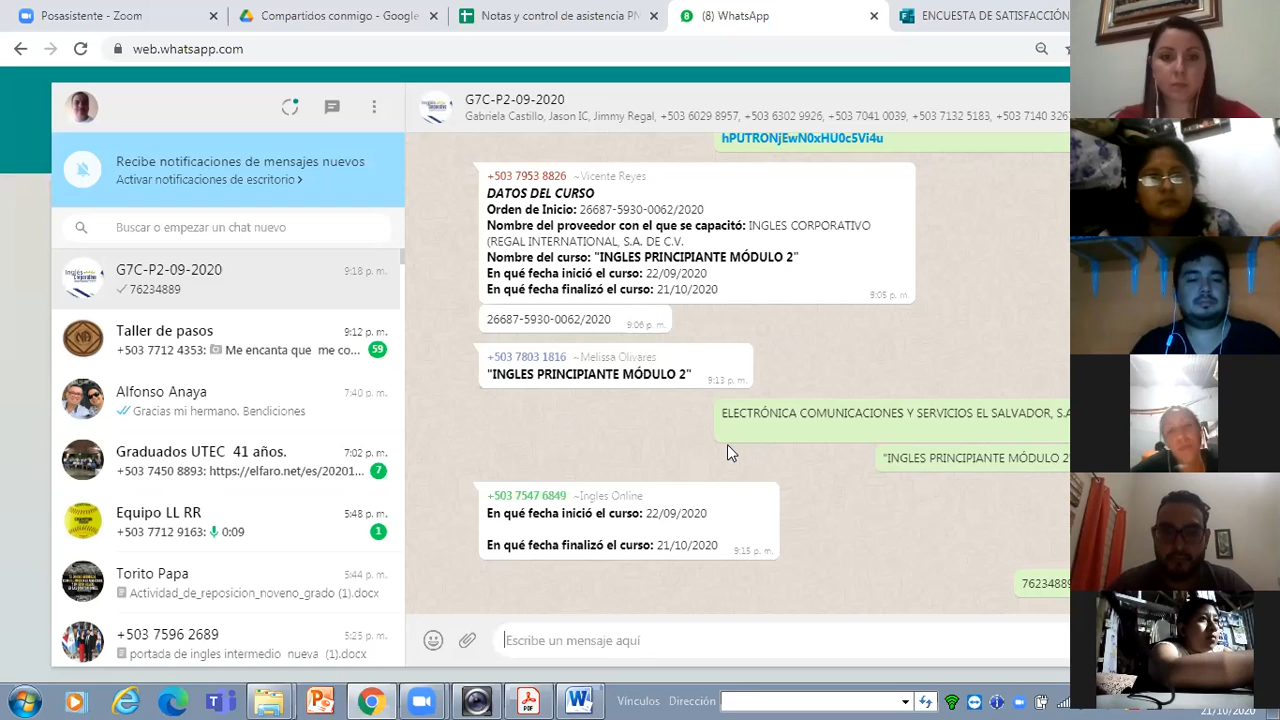 Posasistente - Zoom
Compartidos conmigo - Google
Notas y control de asistencia PN
(8) WhatsApp
ENCUESTA DE SATISFACCIÓN
web.whatsapp.com
G7C-P2-09-2020
Gabriela Castillo, Jason IC, Jimmy Regal, +503 6029 8957, +503 6302 9926, +503 7041 0039, +503 7132 5183, +503 7140 326
Recibe notificaciones de mensajes nuevos
Activar notificaciones de escritorio >
Buscar o empezar un chat nuevo
G7C-P2-09-2020
9:18 p. m.
76234889
Taller de pasos
9:12 p. m.
+503 7712 4353: Me encanta que me co...
59
Alfonso Anaya
7:40 p. m.
Gracias mi hermano. Bendiciones
Graduados UTEC 41 años.
7:02 p. m.
+503 7450 8893: https://elfaro.net/es/20201...
7
Equipo LL RR
5:48 p. m.
+503 7712 9163: 0:09
1
Torito Papa
5:44 p. m.
Actividad_de_reposicion_noveno_grado (1).docx
+503 7596 2689
5:25 p. m.
portada de ingles intermedio nueva (1).docx
hPUTRONjEwN0xHU0c5Vi4u
+503 7953 8826 ~Vicente Reyes
DATOS DEL CURSO
Orden de Inicio: 26687-5930-0062/2020
Nombre del proveedor con el que se capacitó: INGLES CORPORATIVO
(REGAL INTERNATIONAL, S.A. DE C.V.
Nombre del curso: "INGLES PRINCIPIANTE MÓDULO 2"
En qué fecha inició el curso: 22/09/2020
En qué fecha finalizó el curso: 21/10/2020
9:05 p. m.
26687-5930-0062/2020
9:06 p. m.
+503 7803 1816 ~Melissa Olivares
"INGLES PRINCIPIANTE MÓDULO 2"
9:13 p. m.
ELECTRÓNICA COMUNICACIONES Y SERVICIOS EL SALVADOR, S.A
"INGLES PRINCIPIANTE MÓDULO 2
+503 7547 6849 ~Ingles Online
En qué fecha inició el curso: 22/09/2020
En qué fecha finalizó el curso: 21/10/2020
9:15 p. m.
76234889
Escribe un mensaje aquí
Vínculos
Dirección
21/10/2020